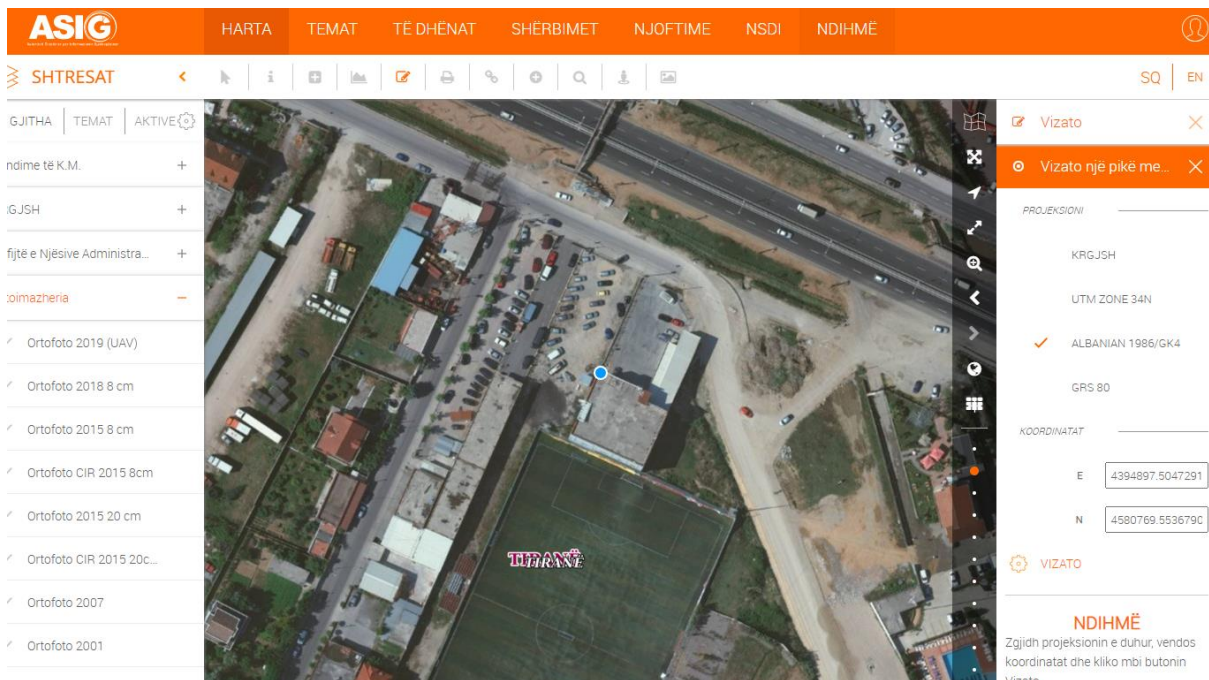 ASIG
HARTA
TEMAT
TË DHËNAT
SHËRBIMET
NJOFTIME
NSDI
NDIHMË
SHTRESAT
SQ
EN
GJITHA
TEMAT
AKTIVE
ndime të K.M.
GJSH
fijtë e Njësive Administra...
oimazheria
Ortofoto 2019 (UAV)
Ortofoto 2018 8 cm
Ortofoto 2015 8 cm
Ortofoto CIR 2015 8cm
Ortofoto 2015 20 cm
Ortofoto CIR 2015 20c...
Ortofoto 2007
Ortofoto 2001
TIRANË
TIRANË
Vizato
Vizato një pikë me...
PROJEKSIONI
KRGJSH
UTM ZONE 34N
ALBANIAN 1986/GK4
GRS 80
KOORDINATAT
E 4394897.5047291
N 4580769.553679
VIZATO
NDIHMË
Zgjidh projeksionin e duhur, vendos
koordinatat dhe kliko mbi butonin
Vizato